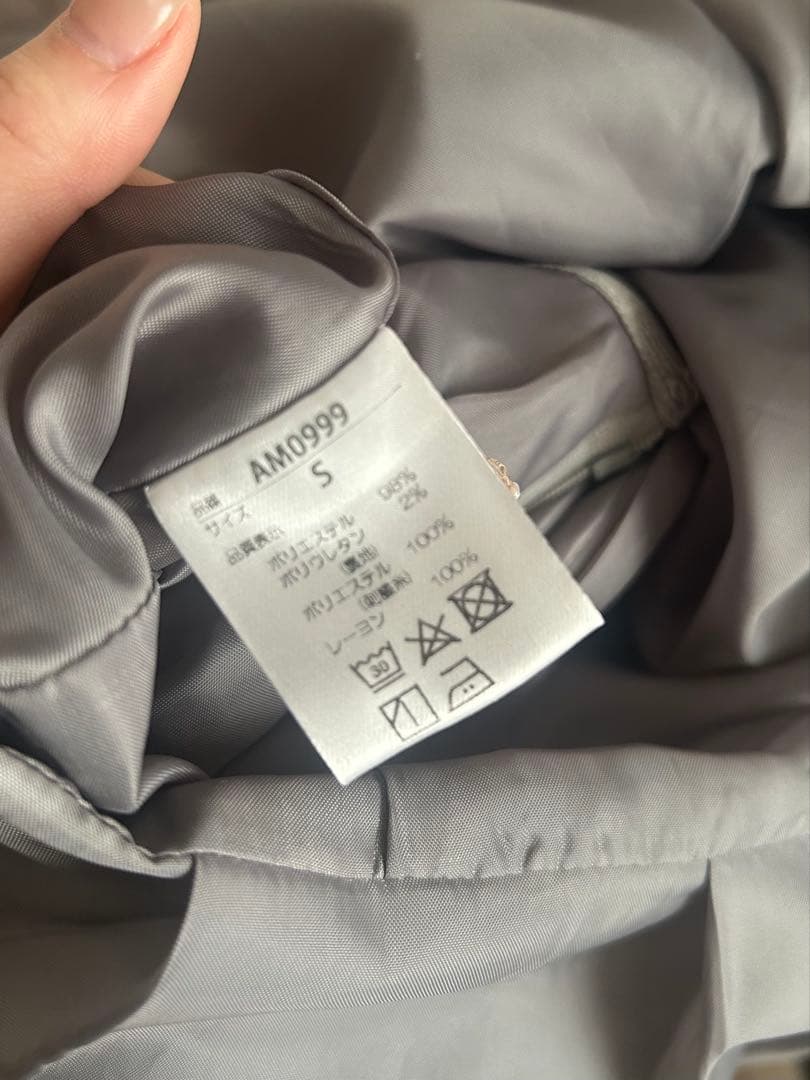 品番 AM0999
サイズ S
品質表示
ポリエステル 98%
ポリウレタン 2%
(裏地)
ポリエステル 100%
(刺繍糸)
レーヨン 100%
30